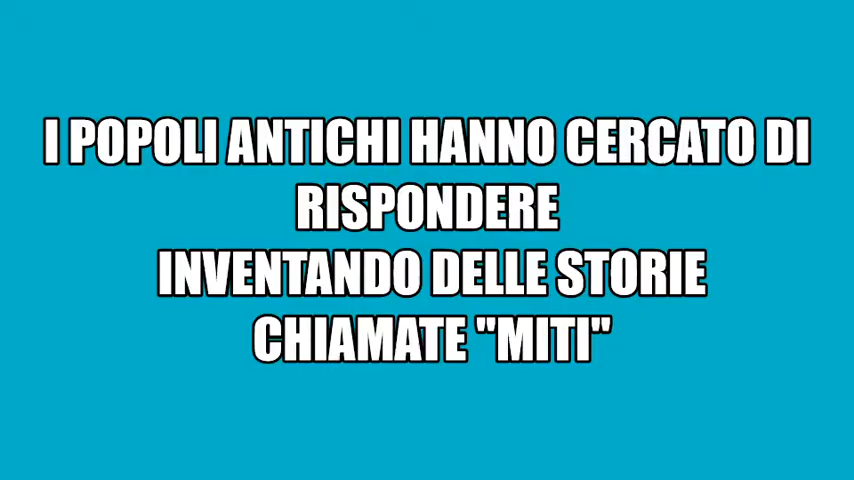 I POPOLI ANTICHI HANNO CERCATO DI
RISPONDERE
INVENTANDO DELLE STORIE
CHIAMATE "MITI"